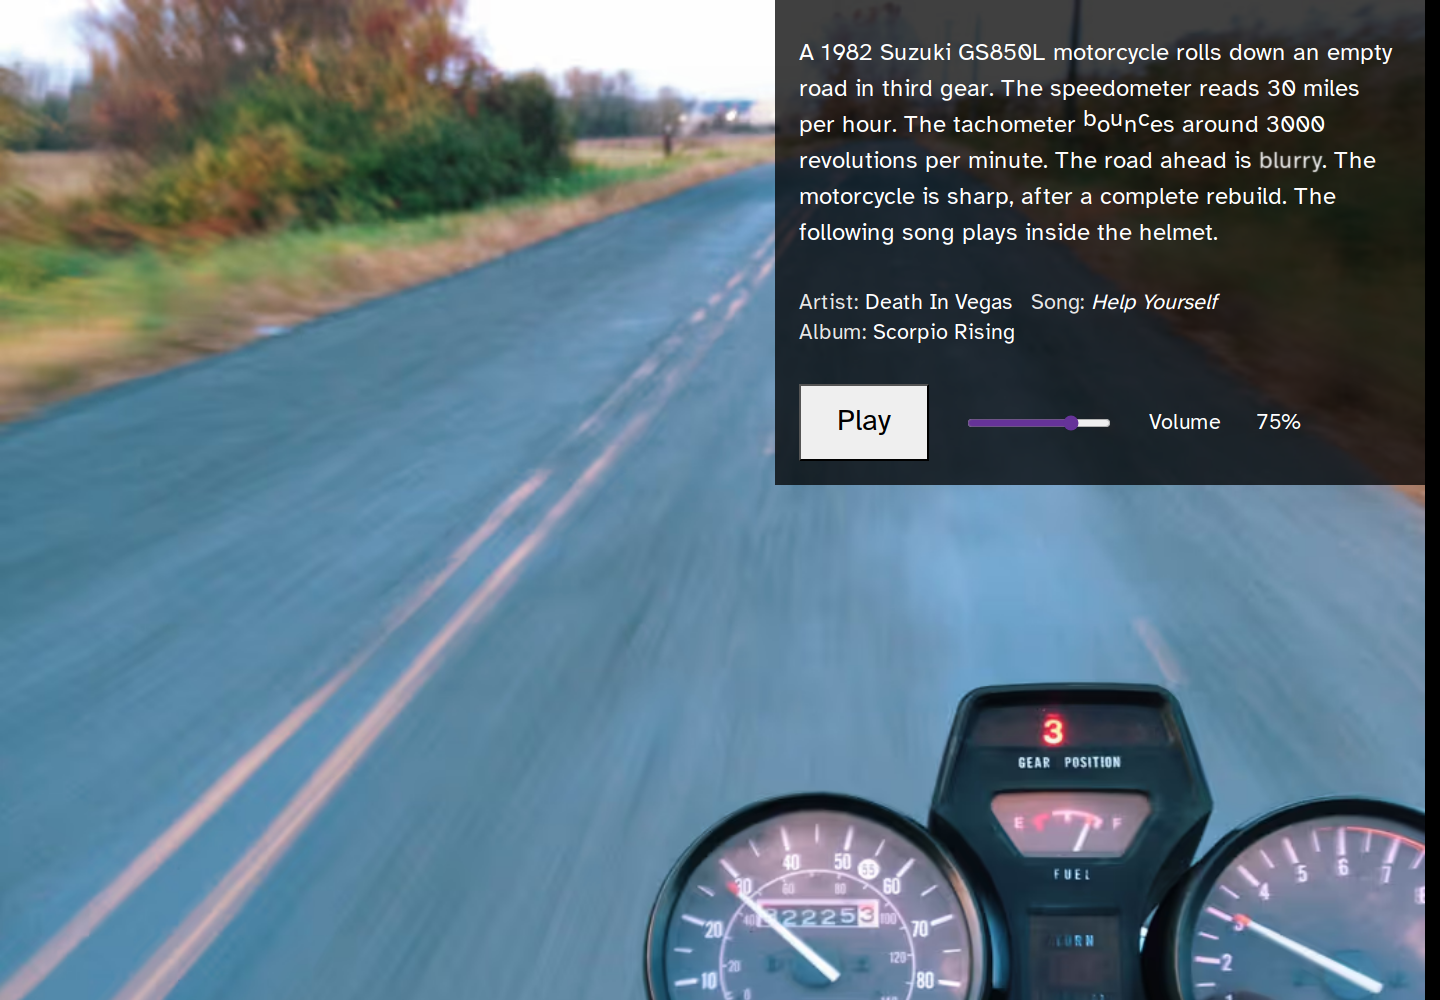 A 1982 Suzuki GS850L motorcycle rolls down an empty
road in third gear. The speedometer reads 30 miles
per hour. The tachometer bounces around 3000
revolutions per minute. The road ahead is blurry. The
motorcycle is sharp, after a complete rebuild. The
following song plays inside the helmet.
Artist: Death In Vegas Song: Help Yourself
Album: Scorpio Rising
Play Volume 75%
3
GEAR POSITION
E F
FUEL
40 50 55
30 60 80 60
20 40 22253 100 70
10 20 120 80
0
4 5 6 7
3
2